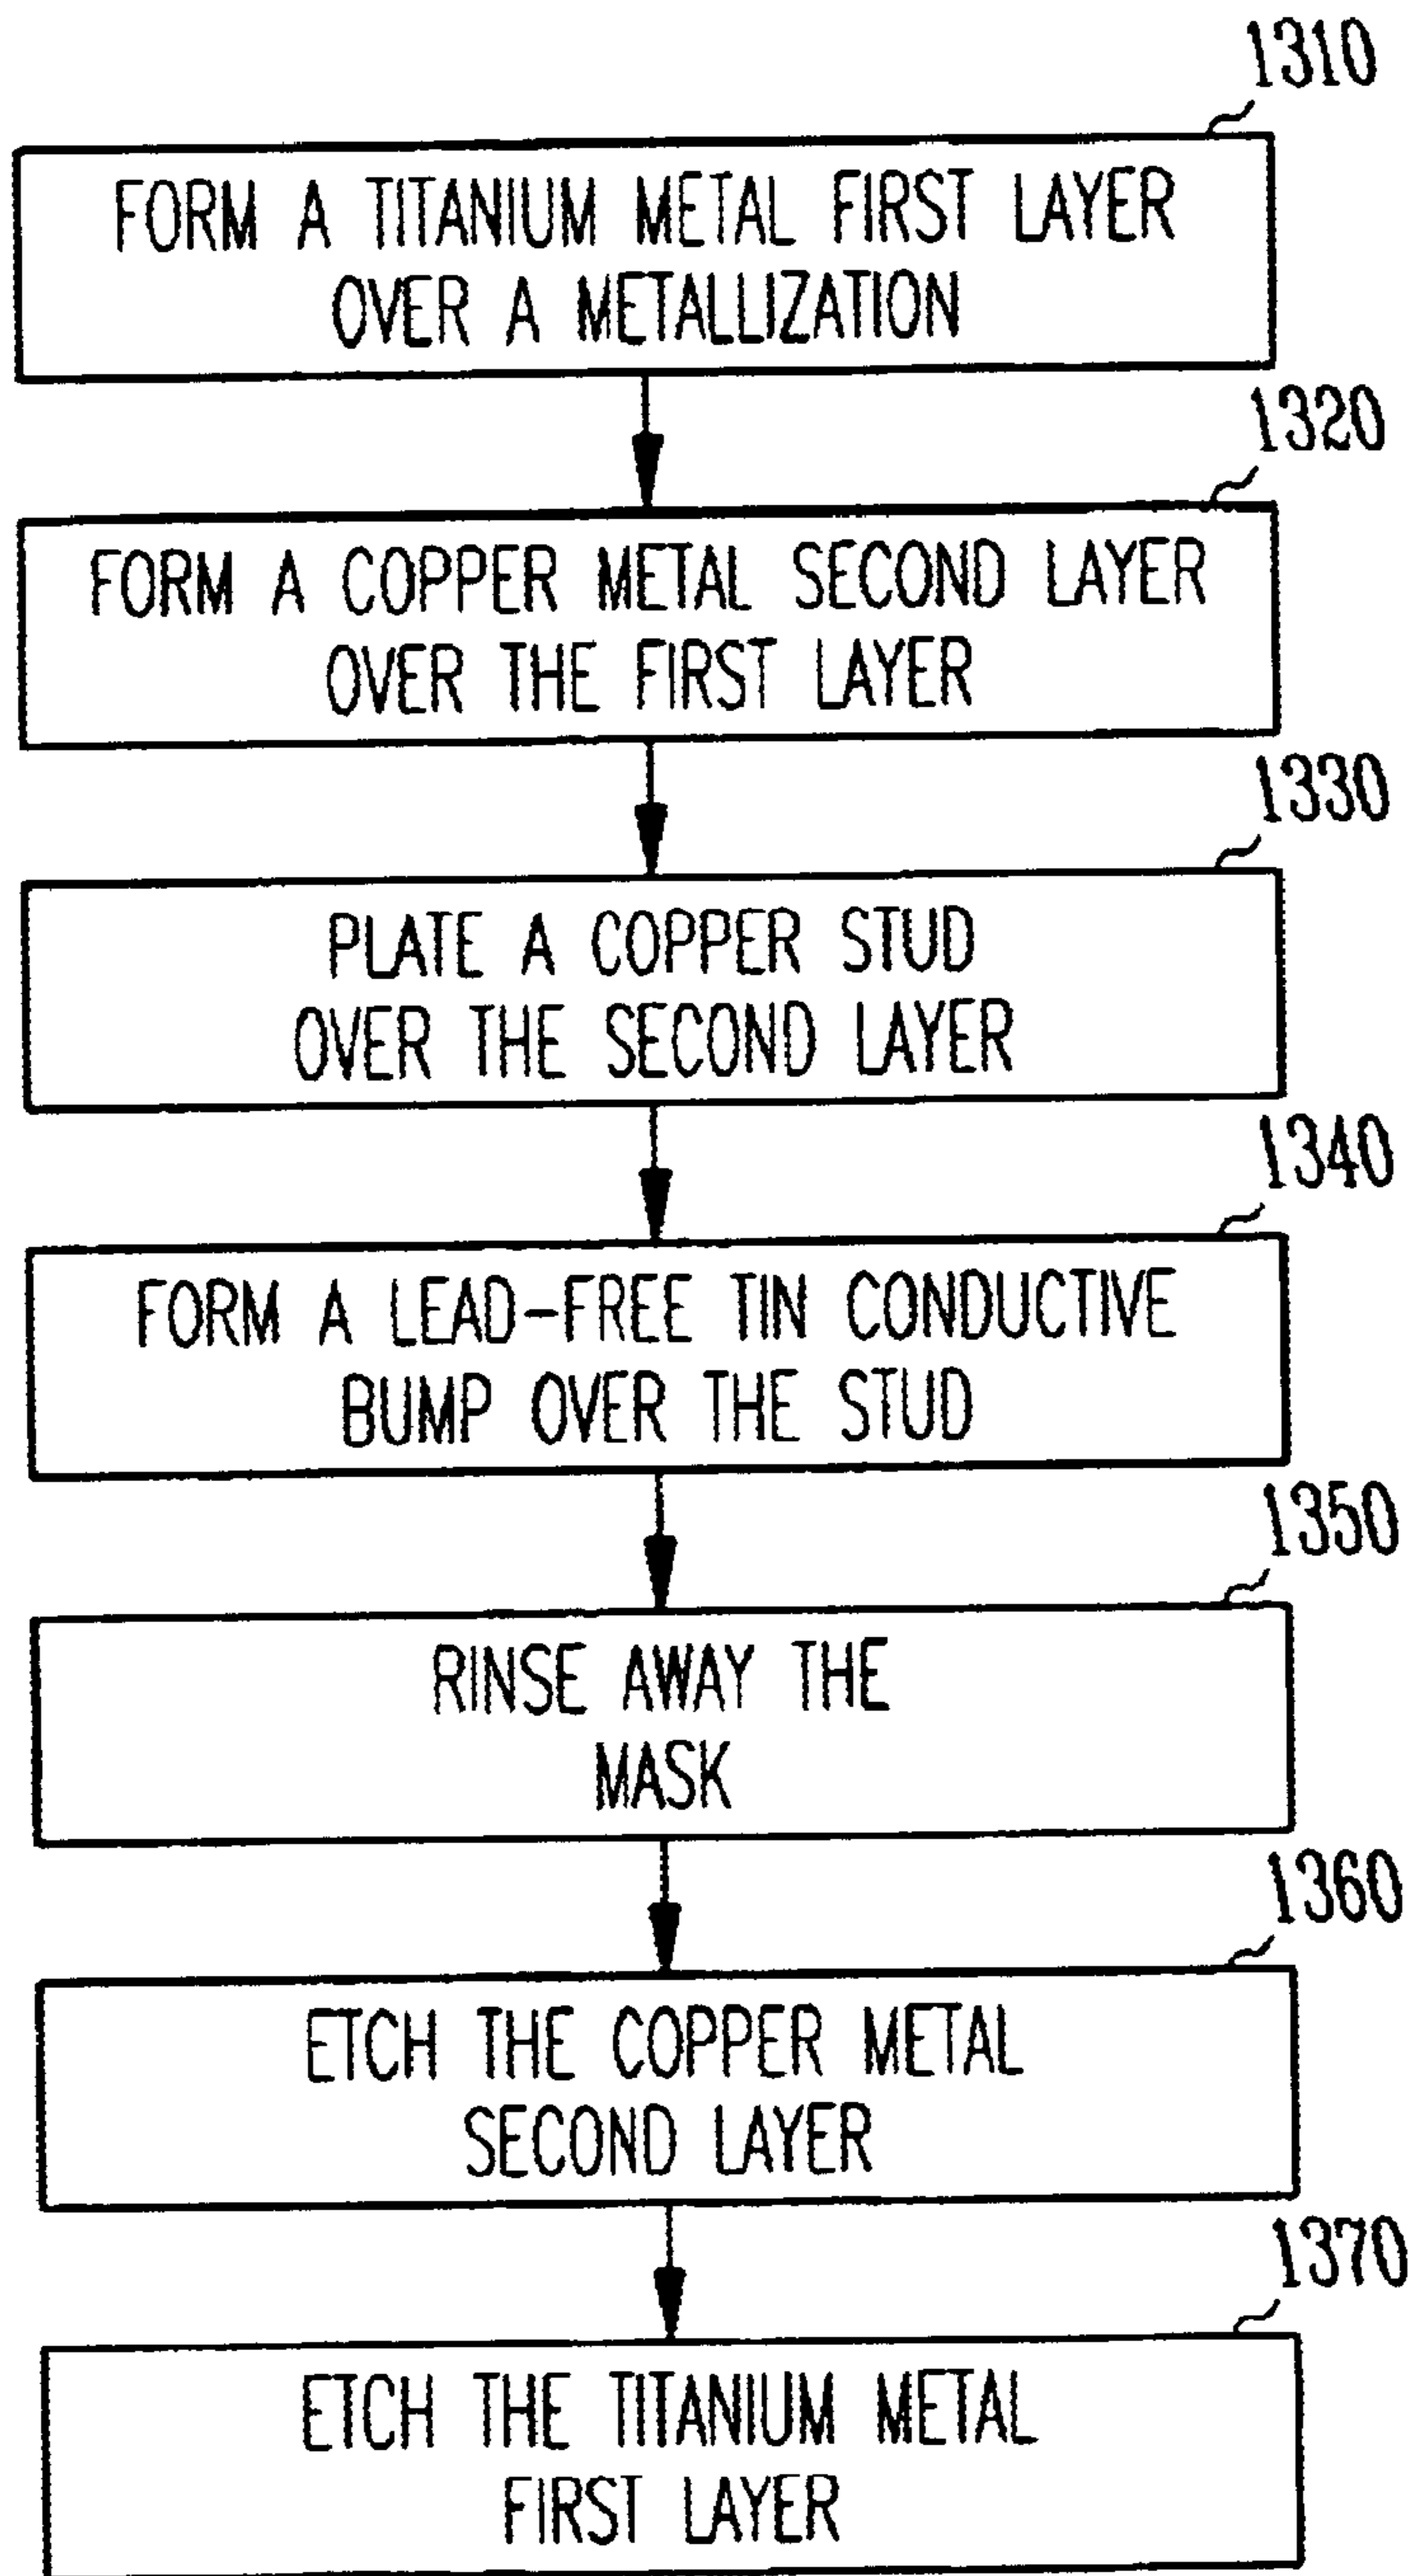 1310
FORM A TITANIUM METAL FIRST LAYER
OVER A METALLIZATION
1320
FORM A COPPER METAL SECOND LAYER
OVER THE FIRST LAYER
1330
PLATE A COPPER STUD
OVER THE SECOND LAYER
1340
FORM A LEAD-FREE TIN CONDUCTIVE
BUMP OVER THE STUD
1350
RINSE AWAY THE
MASK
1360
ETCH THE COPPER METAL
SECOND LAYER
1370
ETCH THE TITANIUM METAL
FIRST LAYER